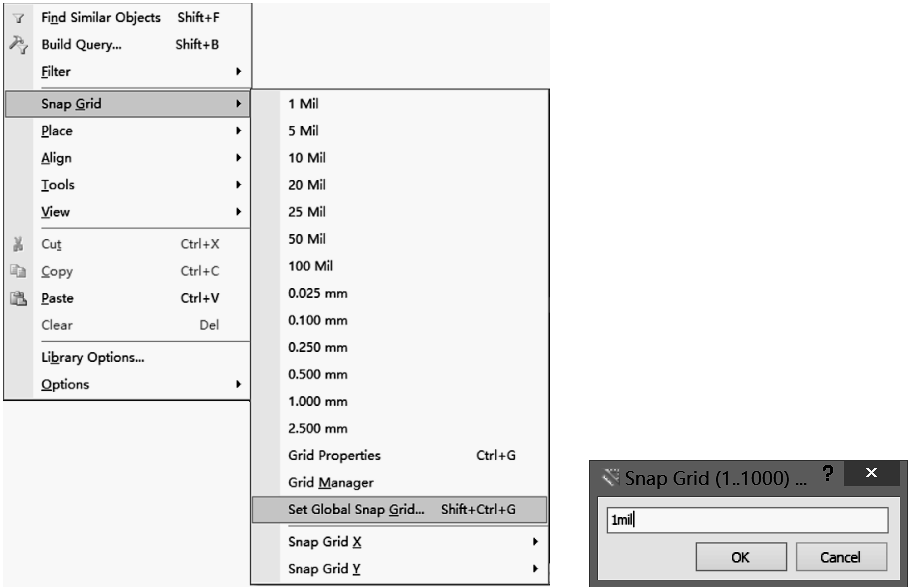 Find Similar Objects Shift+F
Build Query... Shift+B
Filter
Snap Grid
Place
Align
Tools
View
Cut Ctrl+X
Copy Ctrl+C
Paste Ctrl+V
Clear Del
Library Options...
Options
1 Mil
5 Mil
10 Mil
20 Mil
25 Mil
50 Mil
100 Mil
0.025 mm
0.100 mm
0.250 mm
0.500 mm
1.000 mm
2.500 mm
Grid Properties Ctrl+G
Grid Manager
Set Global Snap Grid... Shift+Ctrl+G
Snap Grid X
Snap Grid Y
Snap Grid (1..1000) ... ?
1mil
OK Cancel